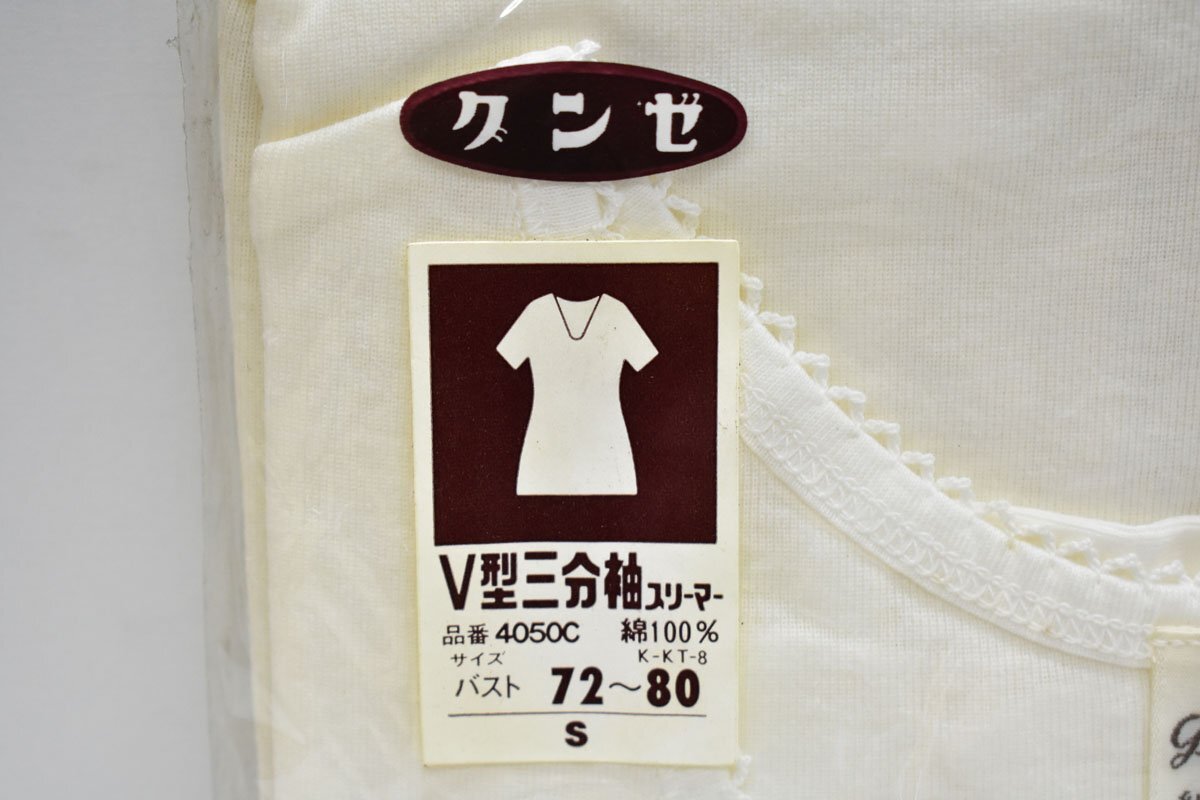 グンゼ
V型三分袖スリーマー
品番 4050C 綿100%
サイズ K-KT-8
バスト 72～80
S